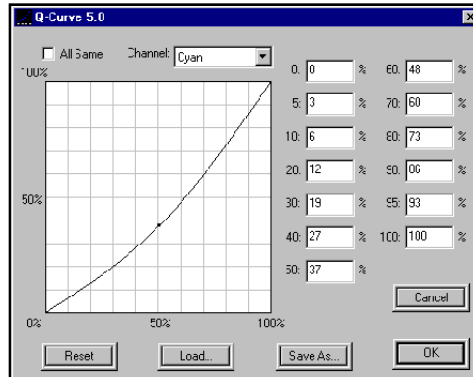 Q-Curve 5.0
All Same Channel: Cyan
100%
50%
0% 50% 100%
0: 0 %
5: 3 %
10: 6 %
20: 12 %
30: 19 %
40: 27 %
50: 37 %
60: 48 %
70: 60 %
80: 73 %
90: 06 %
95: 93 %
100: 100 %
Cancel
Reset Load... Save As... OK